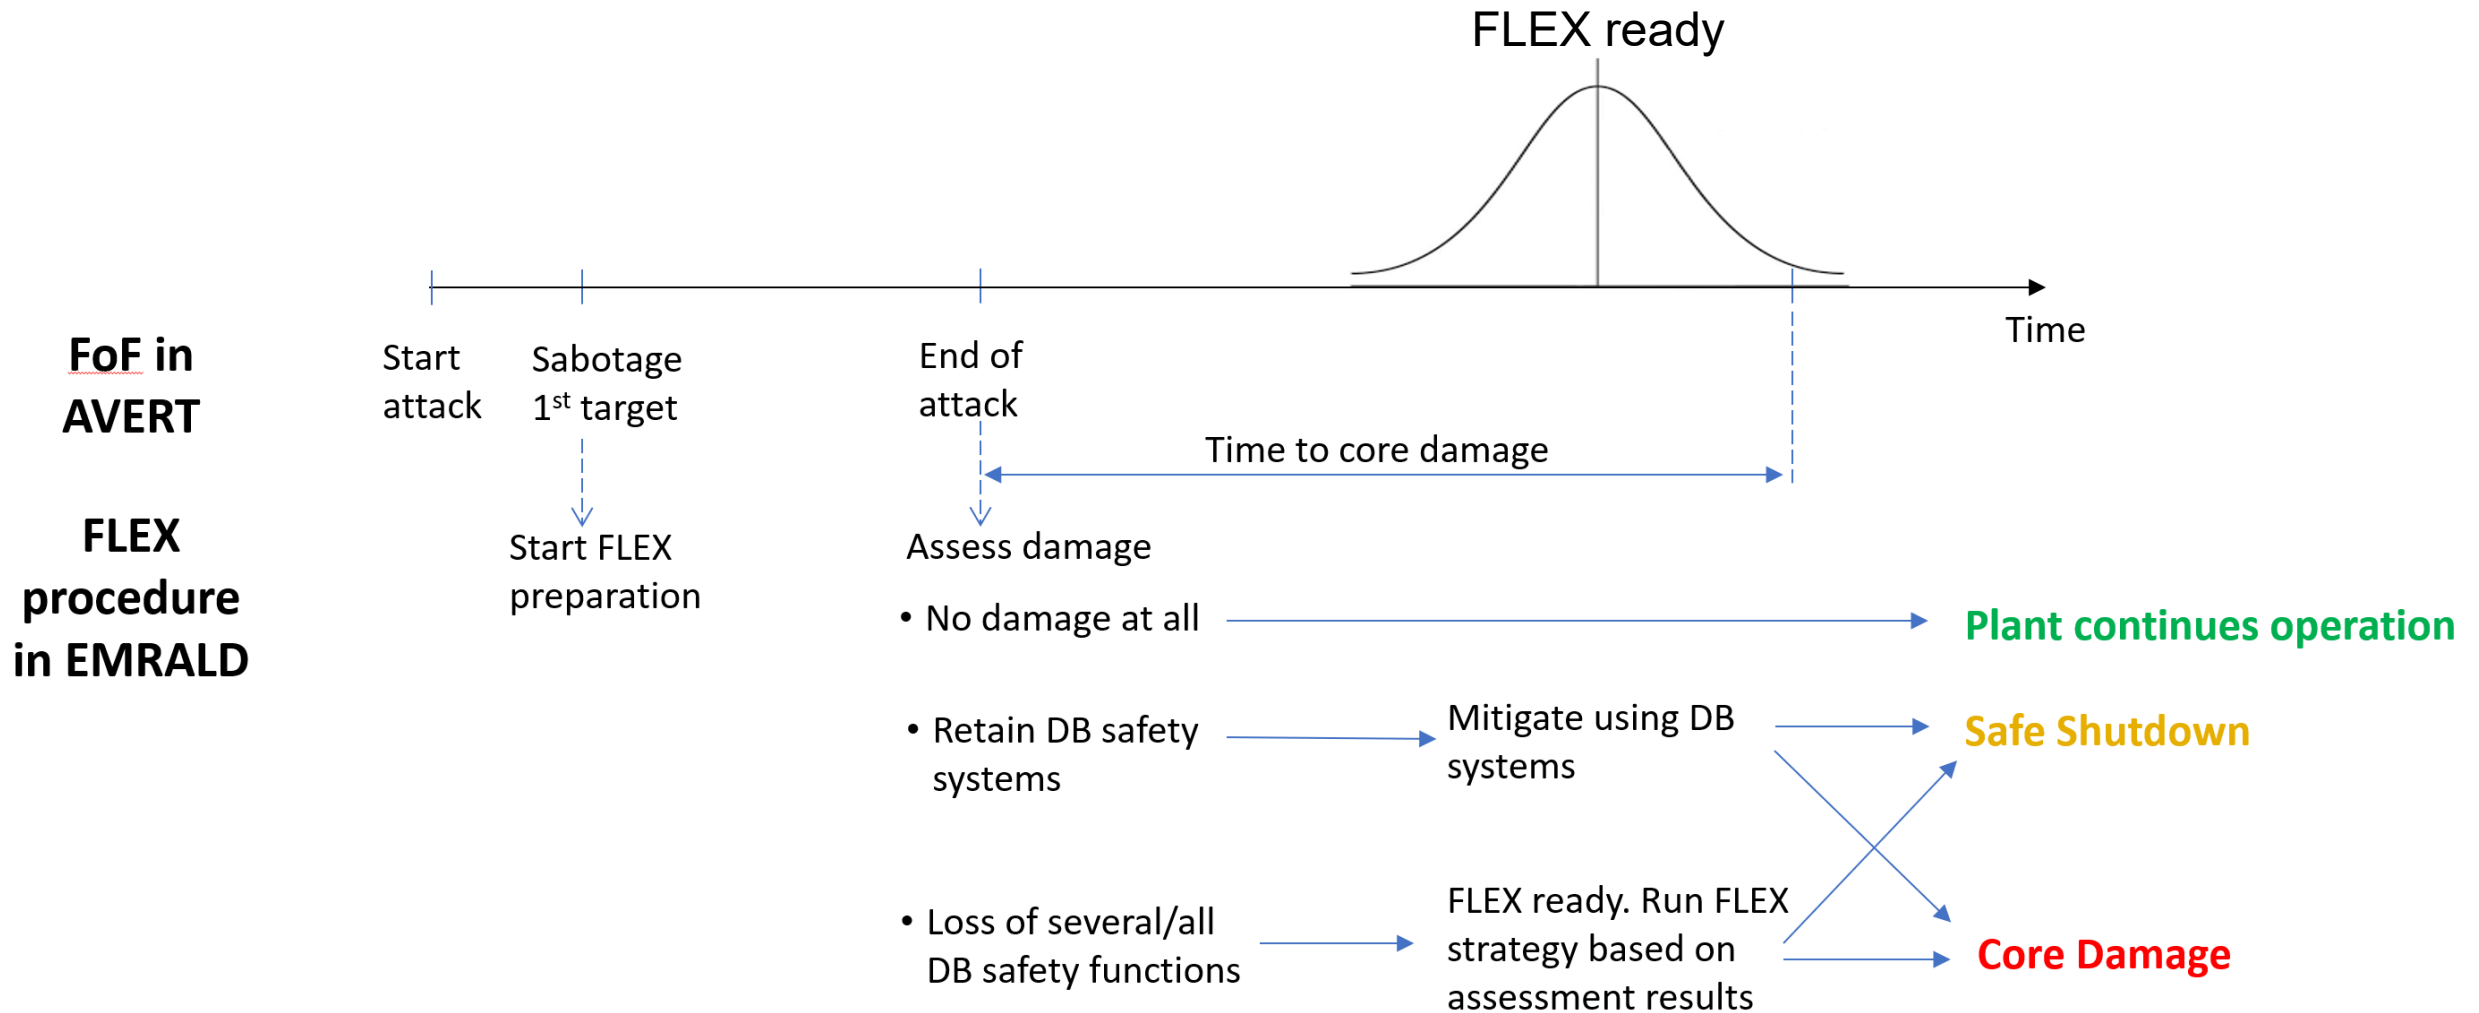 FLEX ready
Time
FoF in
AVERT
Start
attack
Sabotage
1st target
End of
attack
Time to core damage
FLEX
procedure
in EMRALD
Start FLEX
preparation
Assess damage
• No damage at all
Plant continues operation
• Retain DB safety
systems
Mitigate using DB
systems
Safe Shutdown
• Loss of several/all
DB safety functions
FLEX ready. Run FLEX
strategy based on
assessment results
Core Damage